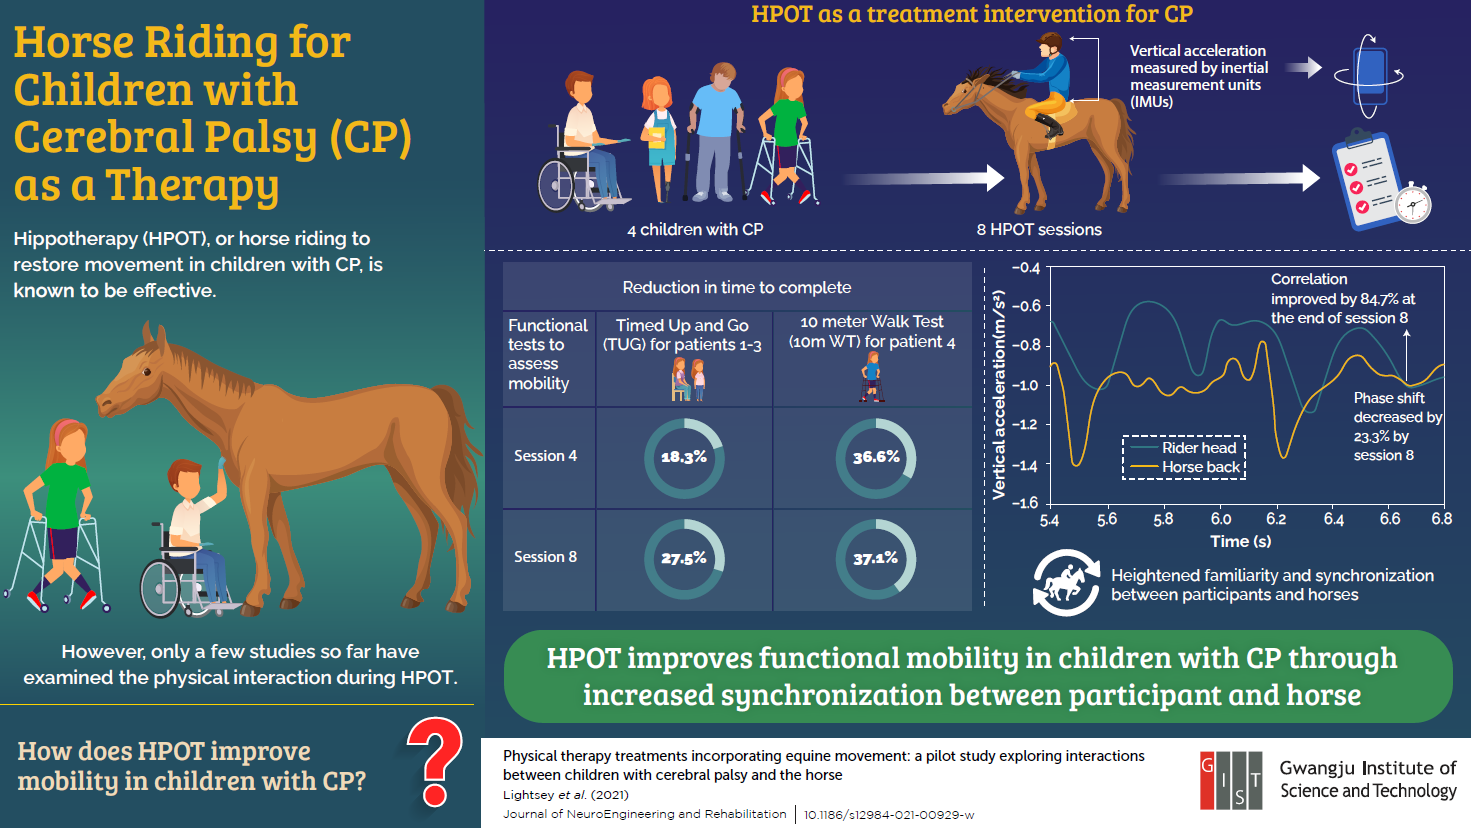 Horse Riding for
Children with
Cerebral Palsy (CP)
as a Therapy
Hippotherapy (HPOT), or horse riding to
restore movement in children with CP, is
known to be effective.
However, only a few studies so far have
examined the physical interaction during HPOT.
How does HPOT improve
mobility in children with CP?
?
HPOT as a treatment intervention for CP
4 children with CP
8 HPOT sessions
Vertical acceleration
measured by inertial
measurement units
(IMUs)
Reduction in time to complete
Functional
tests to
assess
mobility
Timed Up and Go
(TUG) for patients 1-3
10 meter Walk Test
(10m WT) for patient 4
Session 4
18.3%
36.6%
Session 8
27.5%
37.1%
Vertical acceleration(m/s²)
−0.4
−0.6
−0.8
−1.0
−1.2
−1.4
−1.6
5.4 5.6 5.8 6.0 6.2 6.4 6.6 6.8
Time (s)
Rider head
Horse back
Correlation
improved by 84.7% at
the end of session 8
Phase shift
decreased by
23.3% by
session 8
Heightened familiarity and synchronization
between participants and horses
HPOT improves functional mobility in children with CP through
increased synchronization between participant and horse
Physical therapy treatments incorporating equine movement: a pilot study exploring interactions
between children with cerebral palsy and the horse
Lightsey et al. (2021)
Journal of NeuroEngineering and Rehabilitation | 10.1186/s12984-021-00929-w
GIST
Gwangju Institute of
Science and Technology